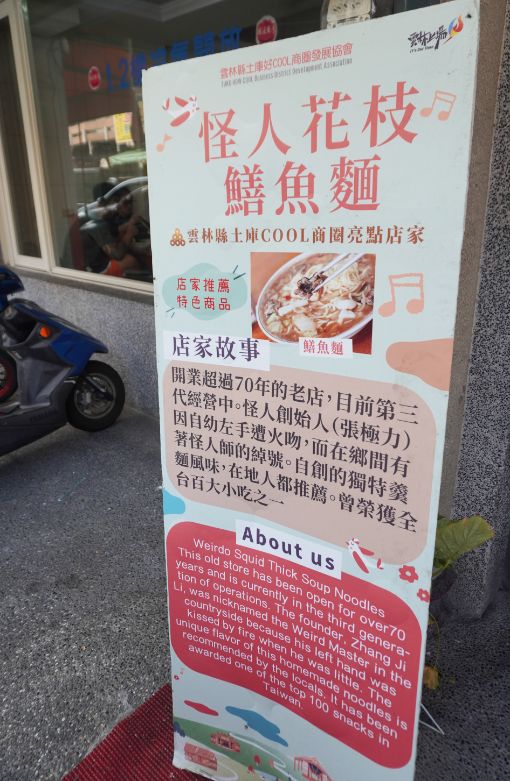 雲林縣土庫好COOL商圈發展協會
TUKU HOW COOL Business District Development Association
怪人花枝
鱔魚麵
雲林縣土庫COOL商圈亮點店家
店家推薦
特色商品
鱔魚麵
店家故事
開業超過70年的老店，目前第三
代經營中。怪人創始人(張極力)
因自幼左手遭火吻，而在鄉間有
著怪人師的綽號。自創的獨特羹
麵風味，在地人都推薦。曾榮獲全
台百大小吃之一
About us
Weirdo Squid Thick Soup Noodles
This old store has been open for over70
years and is currently in the third genera-
tion of operations. The founder, Zhang Ji
Li, was nicknamed the Weird Master in the
countryside because his left hand was
kissed by fire when he was little. The
unique flavor of this homemade noodles is
recommended by the locals. It has been
awarded one of the top 100 snacks in
Taiwan.